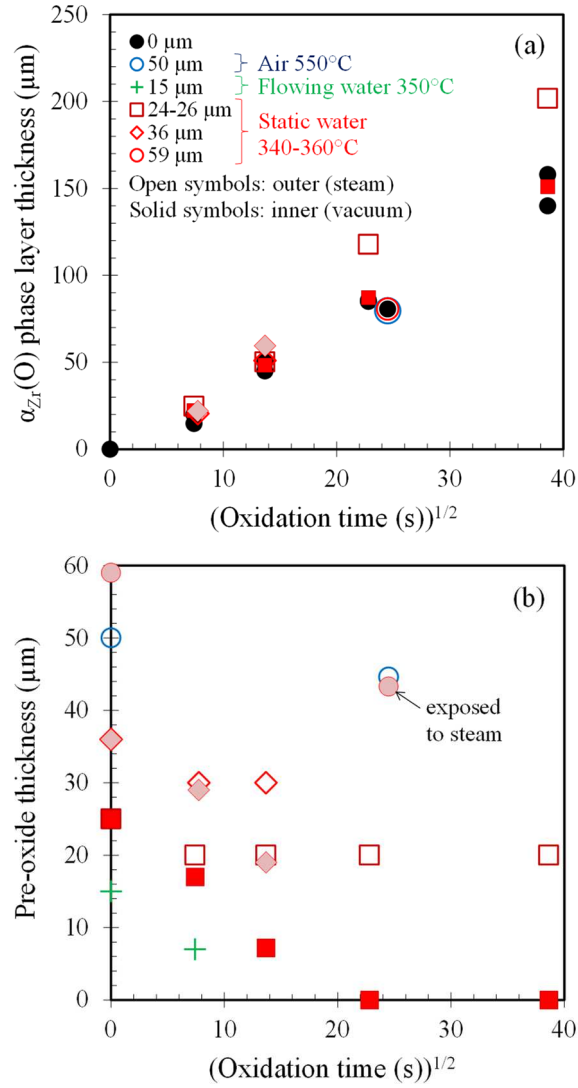 (a)
0 µm
50 µm
Air 550°C
15 µm
Flowing water 350°C
24-26 µm
36 µm
Static water
340-360°C
59 µm
Open symbols: outer (steam)
Solid symbols: inner (vacuum)
α_Zr(O) phase layer thickness (µm)
250
200
150
100
50
0
0
10
20
30
40
(Oxidation time (s))^1/2
(b)
exposed
to steam
Pre-oxide thickness (µm)
60
50
40
30
20
10
0
0
10
20
30
40
(Oxidation time (s))^1/2